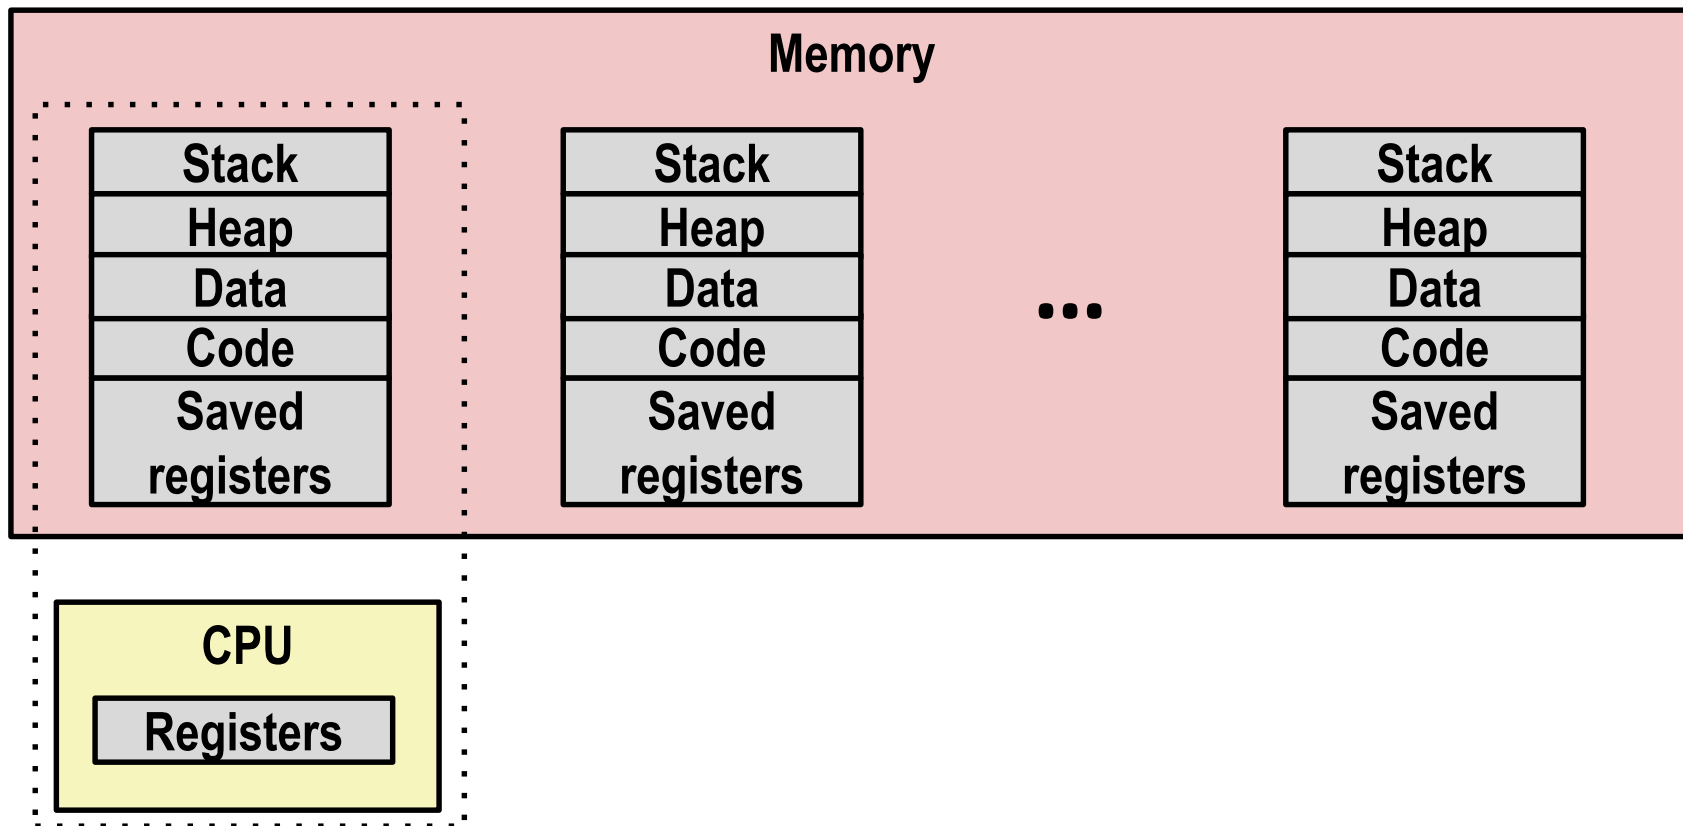 Memory
Stack
Heap
Data
Code
Saved
registers
Stack
Heap
Data
Code
Saved
registers
...
Stack
Heap
Data
Code
Saved
registers
CPU
Registers